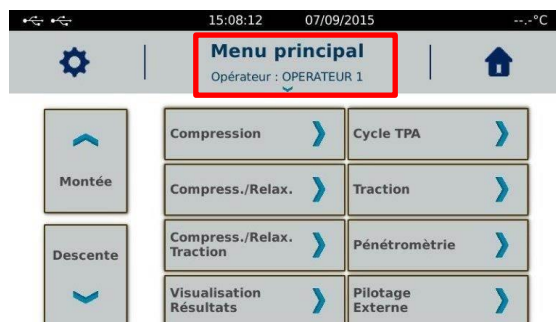 15:08:12 07/09/2015 --.-°C
Menu principal
Opérateur : OPERATEUR 1
Montée
Descente
Compression
Cycle TPA
Compress./Relax.
Traction
Compress./Relax.
Traction
Pénétromètrie
Visualisation
Résultats
Pilotage
Externe